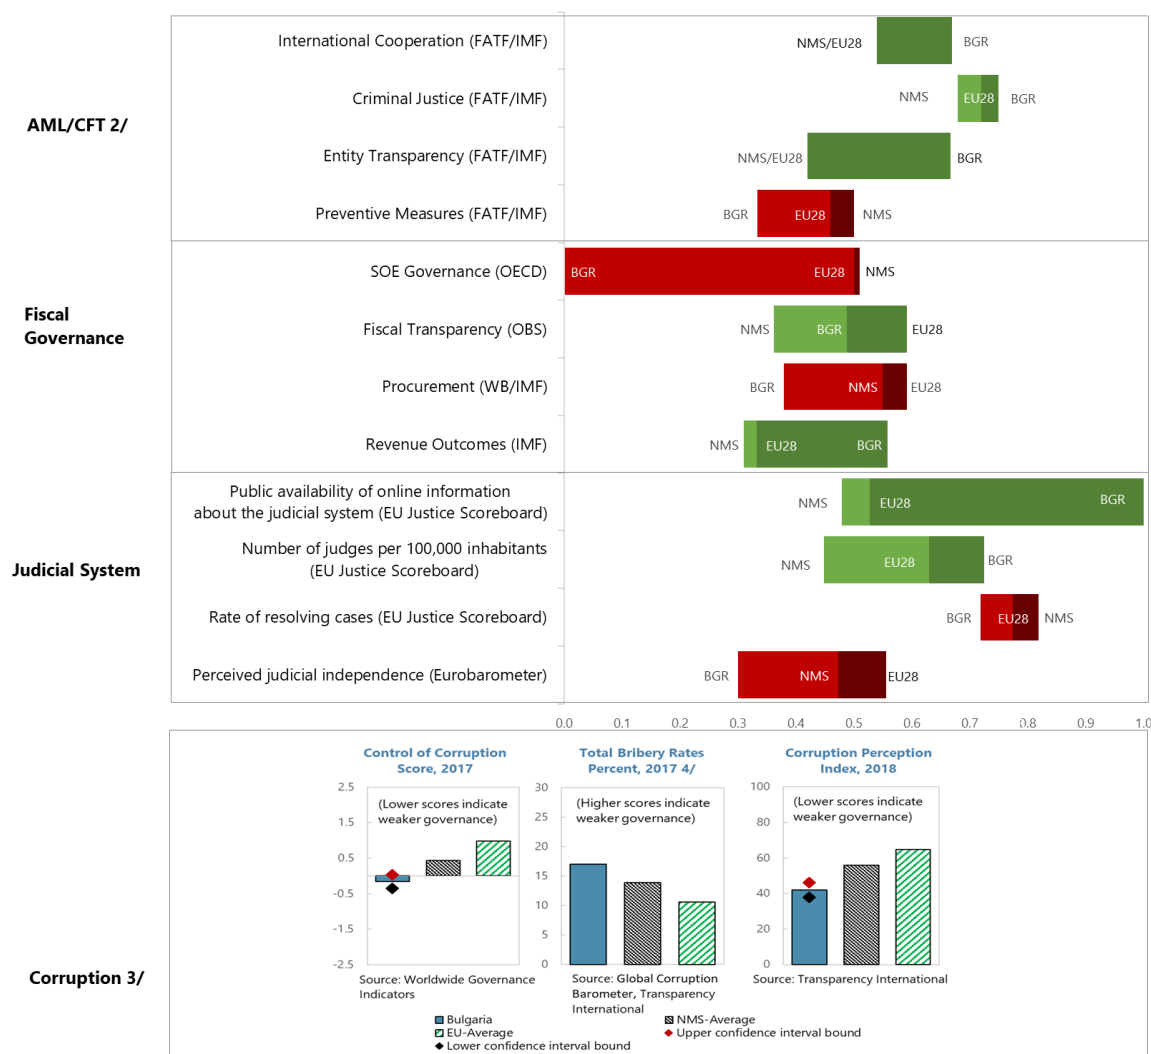 AML/CFT 2/
International Cooperation (FATF/IMF)
NMS/EU28
BGR
Criminal Justice (FATF/IMF)
NMS
EU28
BGR
Entity Transparency (FATF/IMF)
NMS/EU28
BGR
Preventive Measures (FATF/IMF)
BGR
EU28
NMS
Fiscal
Governance
SOE Governance (OECD)
BGR
EU28
NMS
Fiscal Transparency (OBS)
NMS
BGR
EU28
Procurement (WB/IMF)
BGR
NMS
EU28
Revenue Outcomes (IMF)
NMS
EU28
BGR
Judicial System
Public availability of online information
about the judicial system (EU Justice Scoreboard)
NMS
EU28
BGR
Number of judges per 100,000 inhabitants
(EU Justice Scoreboard)
NMS
EU28
BGR
Rate of resolving cases (EU Justice Scoreboard)
BGR
EU28
NMS
Perceived judicial independence (Eurobarometer)
BGR
NMS
EU28
0.0 0.1 0.2 0.3 0.4 0.5 0.6 0.7 0.8 0.9 1.0
Corruption 3/
Control of Corruption
Score, 2017
(Lower scores indicate
weaker governance)
2.5
1.5
0.5
-0.5
-1.5
-2.5
Source: Worldwide Governance
Indicators
Total Bribery Rates
Percent, 2017 4/
(Higher scores indicate
weaker governance)
30
25
20
15
10
5
0
Source: Global Corruption
Barometer, Transparency
International
Corruption Perception
Index, 2018
(Lower scores indicate
weaker governance)
100
80
60
40
20
0
Source: Transparency International
Bulgaria
NMS-Average
EU-Average
Upper confidence interval bound
Lower confidence interval bound